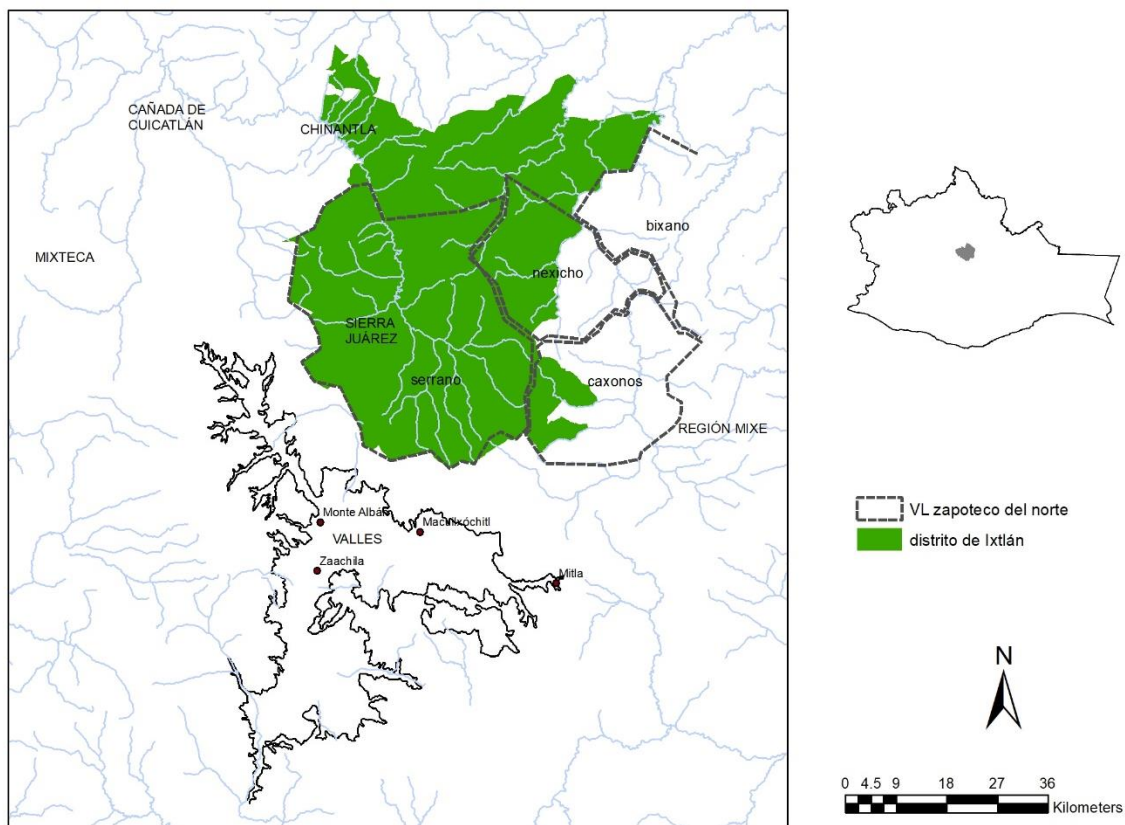 CAÑADA DE
CUICATLÁN
CHINANTLA
MIXTECA
bixano
nexicho
SIERRA
JUÁREZ
serrano
caxonos
REGIÓN MIXE
Monte Albán
Macuilxóchitl
VALLES
Zaachila
Mitla
VL zapoteco del norte
distrito de Ixtlán
N
0 4.5 9 18 27 36
Kilometers